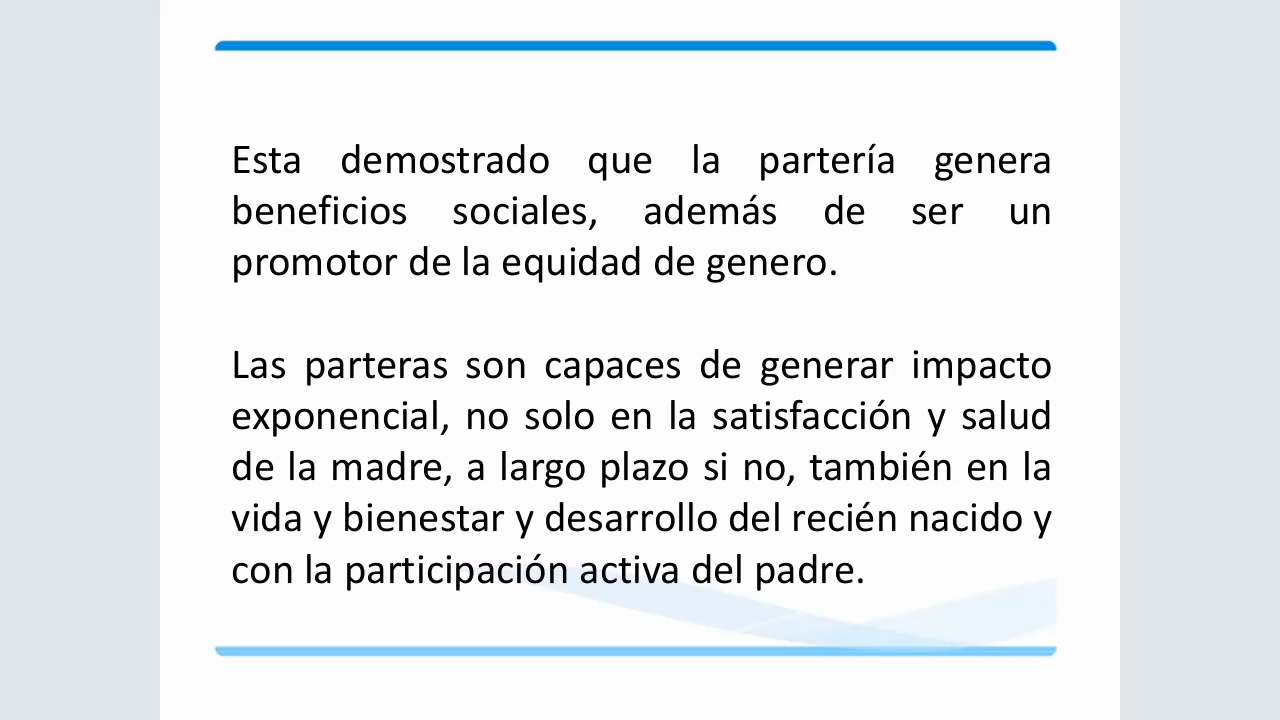 Esta demostrado que la partería genera
beneficios sociales, además de ser un
promotor de la equidad de genero.
Las parteras son capaces de generar impacto
exponencial, no solo en la satisfacción y salud
de la madre, a largo plazo si no, también en la
vida y bienestar y desarrollo del recién nacido y
con la participación activa del padre.